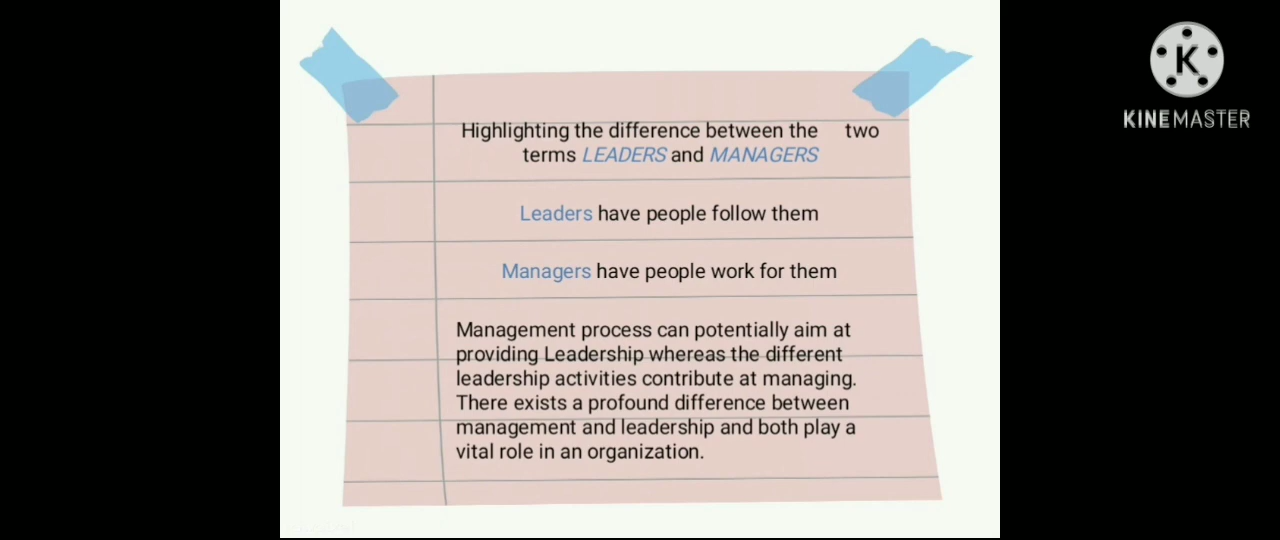 Highlighting the difference between the two
terms LEADERS and MANAGERS
Leaders have people follow them
Managers have people work for them
Management process can potentially aim at
providing Leadership whereas the different
leadership activities contribute at managing.
There exists a profound difference between
management and leadership and both play a
vital role in an organization.
K
KINEMASTER